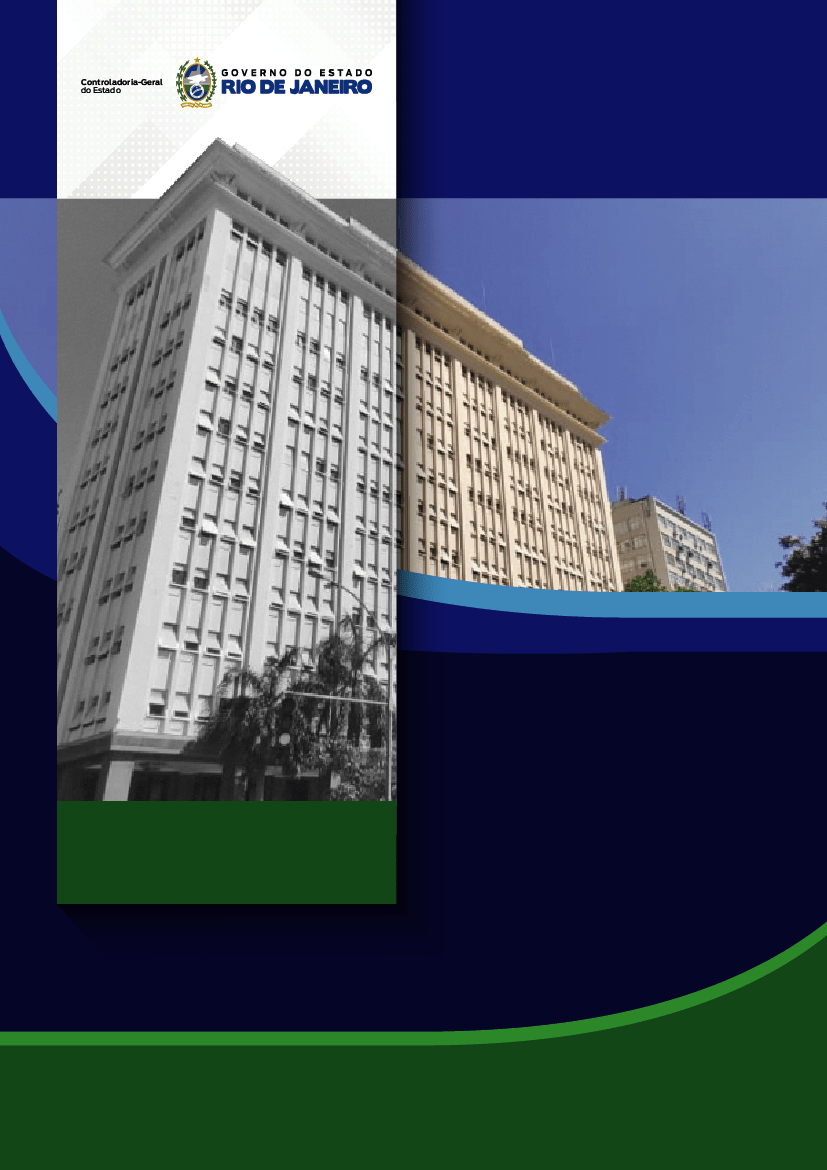 Controladoria-Geral
do Estado
GOVERNO DO ESTADO
RIO DE JANEIRO